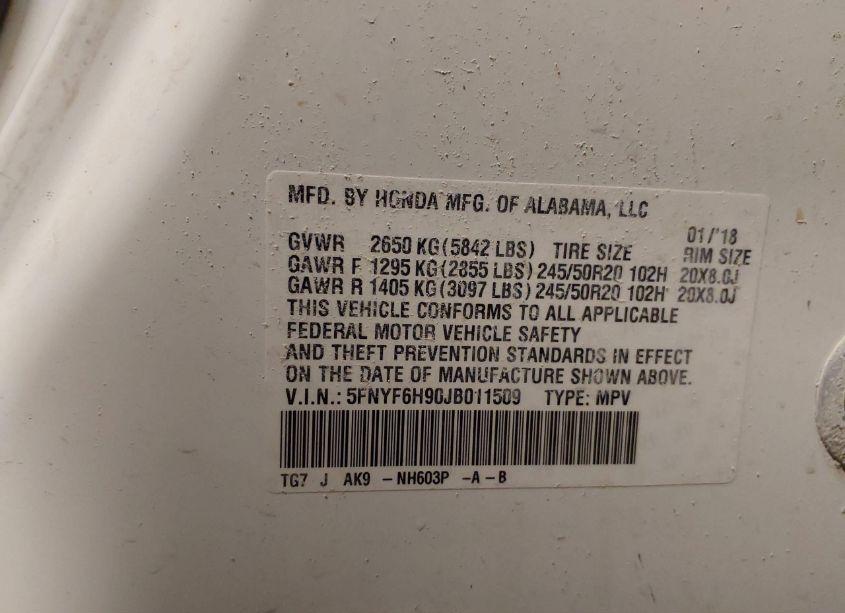 MFD. BY HONDA MFG. OF ALABAMA, LLC
01/'18
GVWR 2650 KG(5842 LBS) TIRE SIZE RIM SIZE
GAWR F 1295 KG(2855 LBS) 245/50R20 102H 20X8.0J
GAWR R 1405 KG(3097 LBS) 245/50R20 102H 20X8.0J
THIS VEHICLE CONFORMS TO ALL APPLICABLE
FEDERAL MOTOR VEHICLE SAFETY
AND THEFT PREVENTION STANDARDS IN EFFECT
ON THE DATE OF MANUFACTURE SHOWN ABOVE.
V.I.N.: 5FNYF6H90JB011509 TYPE: MPV
TG7 J AK9 -NH603P -A-B